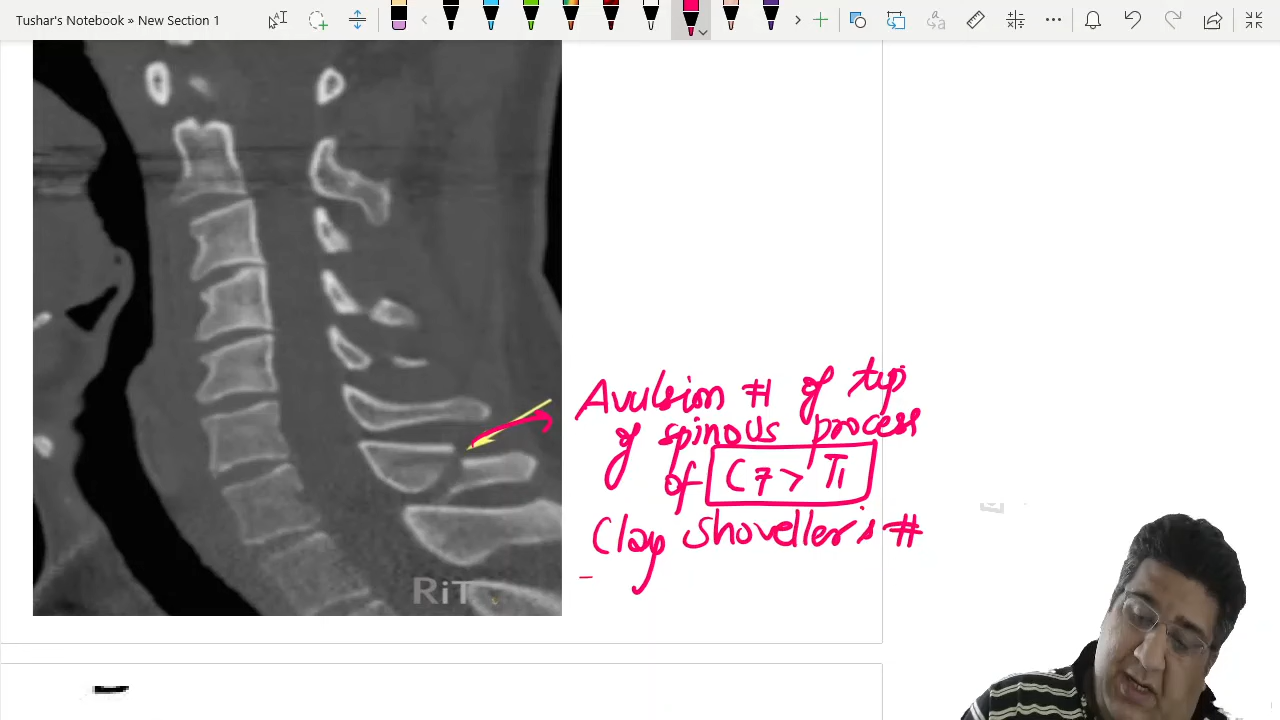 Tushar's Notebook » New Section 1
Avulsion # of tip
of spinous process
of C7 > T1
Clay Shoveller's #
RiT